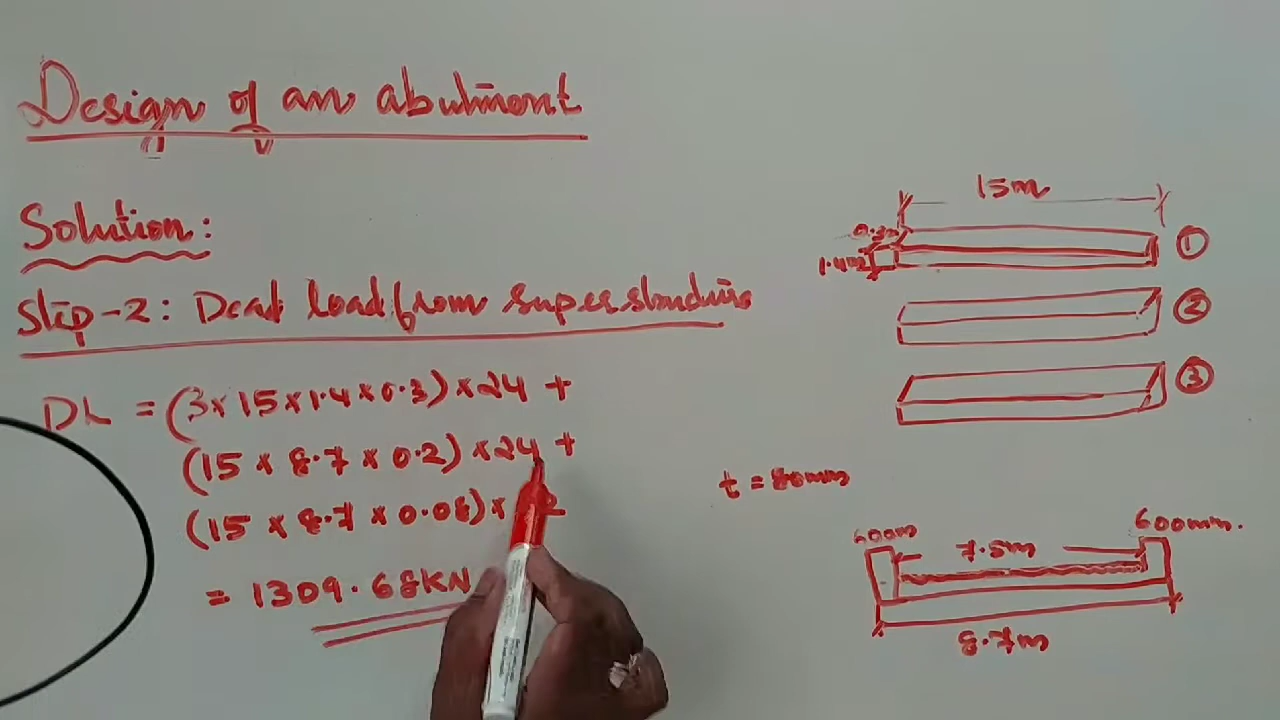 Design of an abutment
Solution:
Step-2: Dead load from superstructure
DL = (3×15×1.4×0.3)×24 +
(15 × 8.7 × 0.2) ×24 +
(15 × 8.7 × 0.08)×
= 1309.68KN
15m
1.4m
1
2
3
t = 80mm
600m
600mm.
7.5m
8.7m